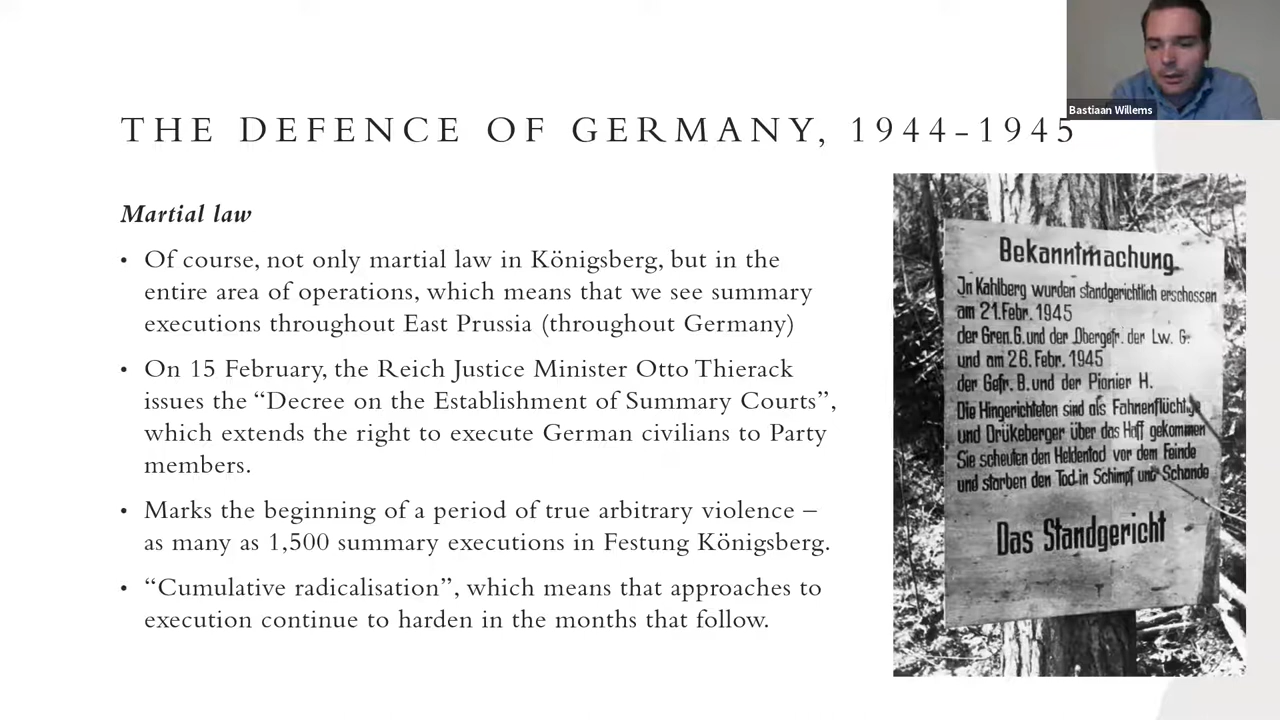 Bastiaan Willems
THE DEFENCE OF GERMANY, 1944–1945
Martial law
• Of course, not only martial law in Königsberg, but in the
entire area of operations, which means that we see summary
executions throughout East Prussia (throughout Germany)
• On 15 February, the Reich Justice Minister Otto Thierack
issues the “Decree on the Establishment of Summary Courts”,
which extends the right to execute German civilians to Party
members.
• Marks the beginning of a period of true arbitrary violence –
as many as 1,500 summary executions in Festung Königsberg.
• “Cumulative radicalisation”, which means that approaches to
execution continue to harden in the months that follow.
Bekanntmachung
In Kahlberg wurden standgerichtlich erschossen
am 21.Febr. 1945
der Gren.G.und der Obergefr. der Lw. G.
und am 26.Febr. 1945
der Gefr. B.und der Pionier H.
Die Hingerichteten sind als Fahnenflüchtige
und Drükeberger über das Haff gekommen
Sie scheuten den Heldentod vor dem Feinde
und starben den Tod in Schimpf und Schande
Das Standgericht